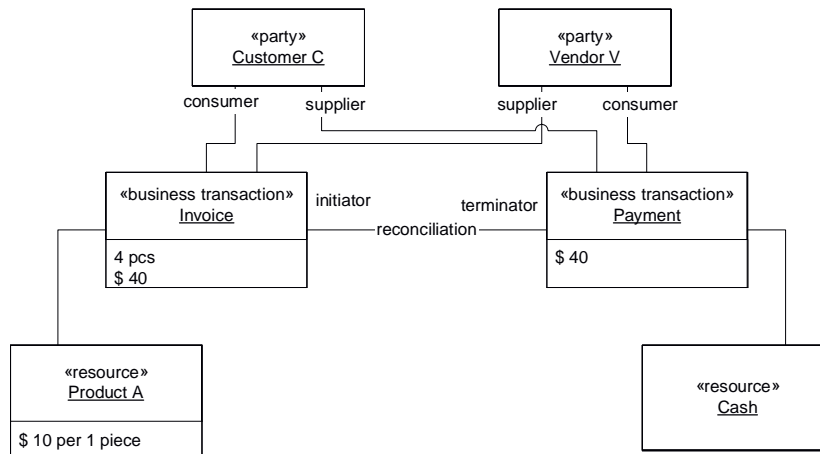 «party»
Customer C
«party»
Vendor V
consumer
supplier
supplier
consumer
«business transaction»
Invoice
4 pcs
$ 40
initiator
terminator
reconciliation
«business transaction»
Payment
$ 40
«resource»
Product A
$ 10 per 1 piece
«resource»
Cash